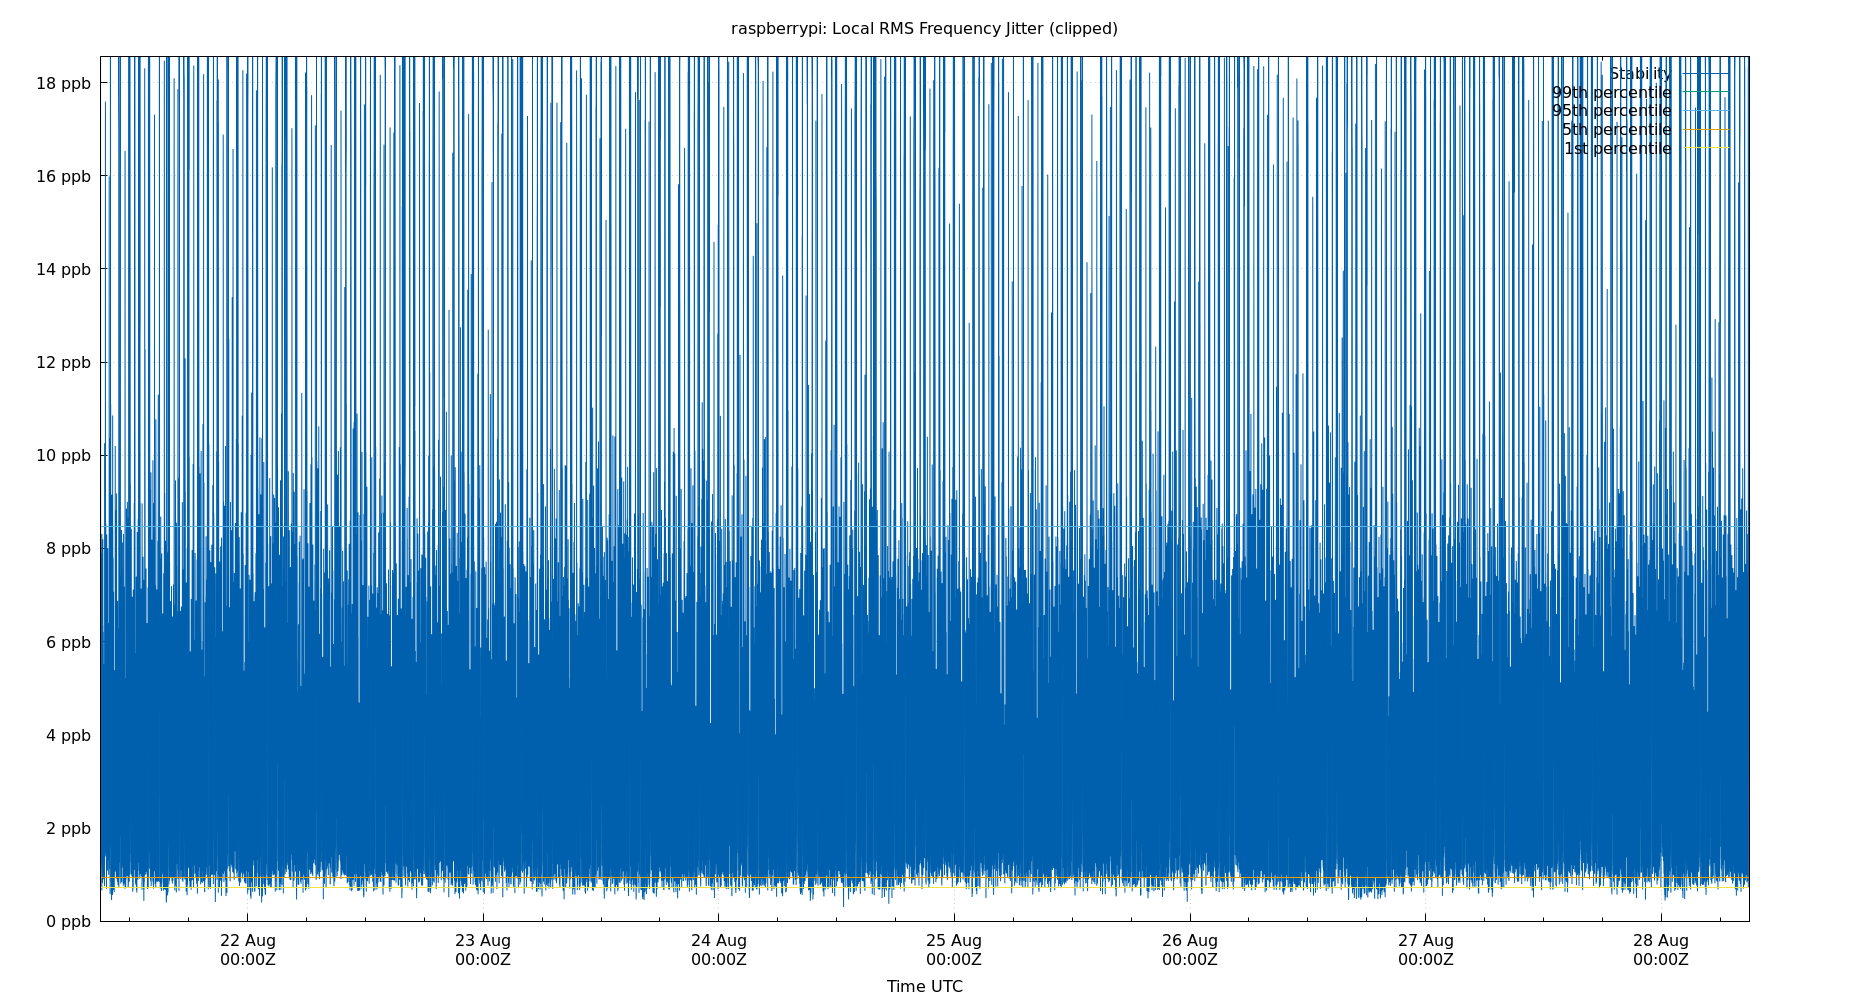 raspberrypi: Local RMS Frequency Jitter (clipped)
18 ppb
16 ppb
14 ppb
12 ppb
10 ppb
8 ppb
6 ppb
4 ppb
2 ppb
0 ppb
Stability
99th percentile
95th percentile
5th percentile
1st percentile
22 Aug
00:00Z
23 Aug
00:00Z
24 Aug
00:00Z
25 Aug
00:00Z
26 Aug
00:00Z
27 Aug
00:00Z
28 Aug
00:00Z
Time UTC